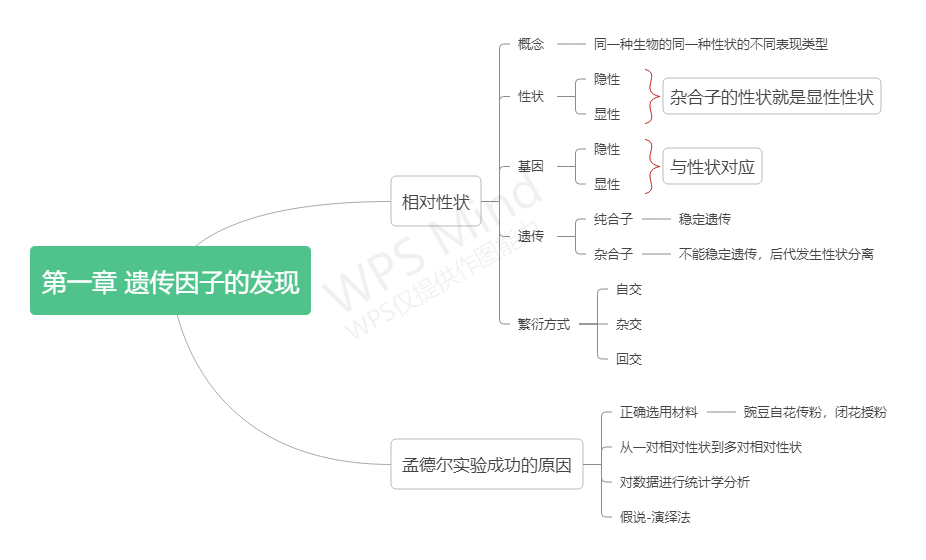 第一章 遗传因子的发现
相对性状
概念
同一种生物的同一种性状的不同表现类型
性状
隐性
显性
杂合子的性状就是显性性状
基因
隐性
显性
与性状对应
遗传
纯合子
稳定遗传
杂合子
不能稳定遗传，后代发生性状分离
繁衍方式
自交
杂交
回交
孟德尔实验成功的原因
正确选用材料
豌豆自花传粉，闭花授粉
从一对相对性状到多对相对性状
对数据进行统计学分析
假说-演绎法
WPS Mind
WPS仅提供作图能力